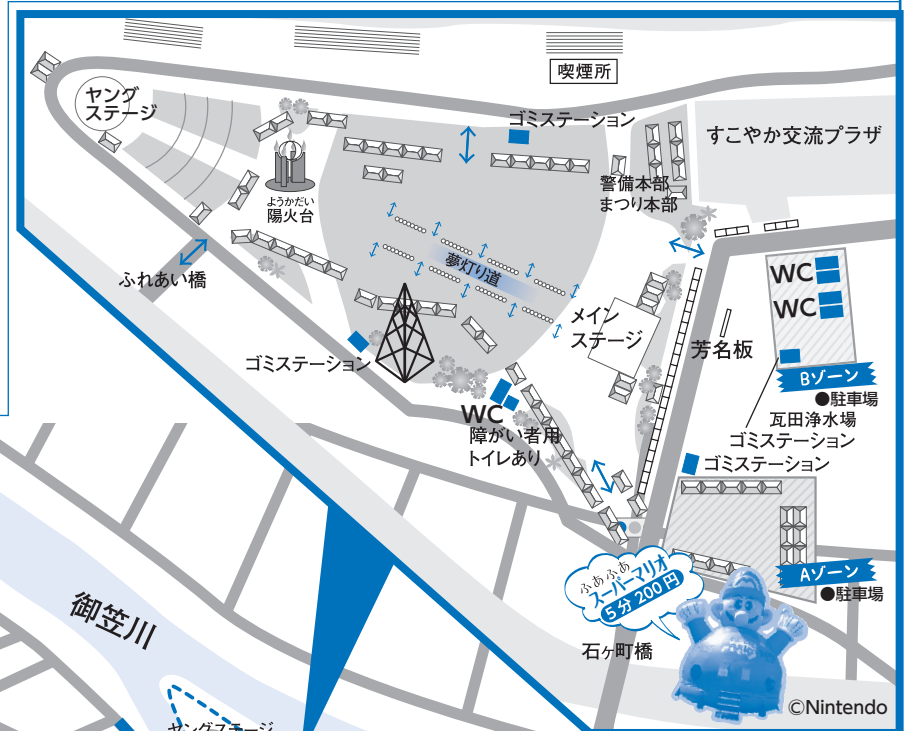 喫煙所
ヤング
ステージ
ゴミステーション
すこやか交流プラザ
警備本部
まつり本部
ようかだい
陽火台
ふれあい橋
夢灯り道
WC
WC
メイン
ステージ
芳名板
ゴミステーション
Bゾーン
●駐車場
瓦田浄水場
ゴミステーション
WC
障がい者用
トイレあり
ゴミステーション
Aゾーン
●駐車場
ふあふあ
スーパーマリオ
5分200円
石ヶ町橋
御笠川
ヤングステージ
©Nintendo